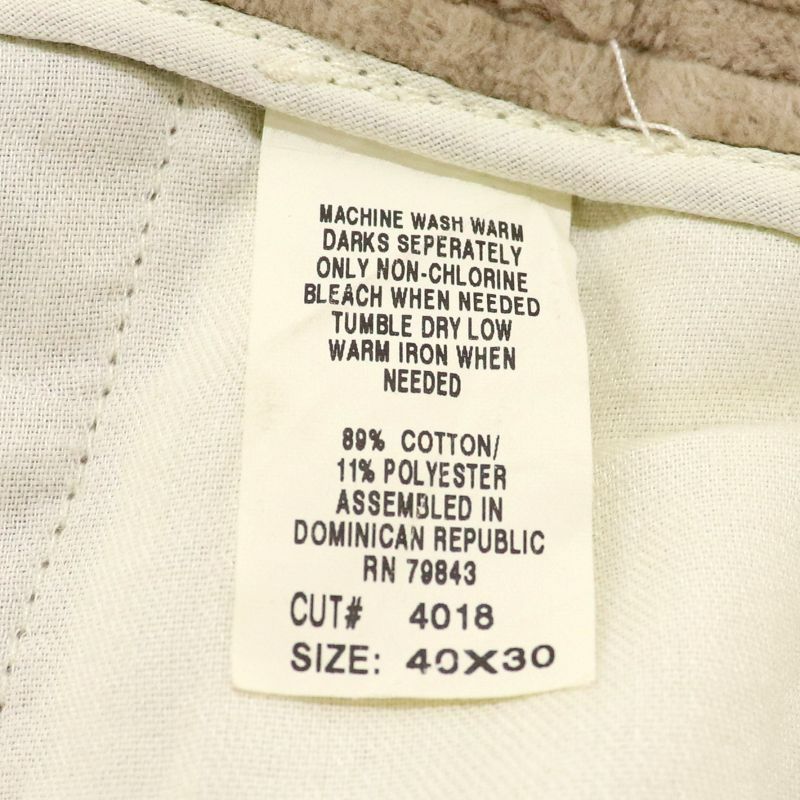 MACHINE WASH WARM
DARKS SEPERATELY
ONLY NON-CHLORINE
BLEACH WHEN NEEDED
TUMBLE DRY LOW
WARM IRON WHEN
NEEDED
89% COTTON/
11% POLYESTER
ASSEMBLED IN
DOMINICAN REPUBLIC
RN 79843
CUT# 4018
SIZE: 40X30